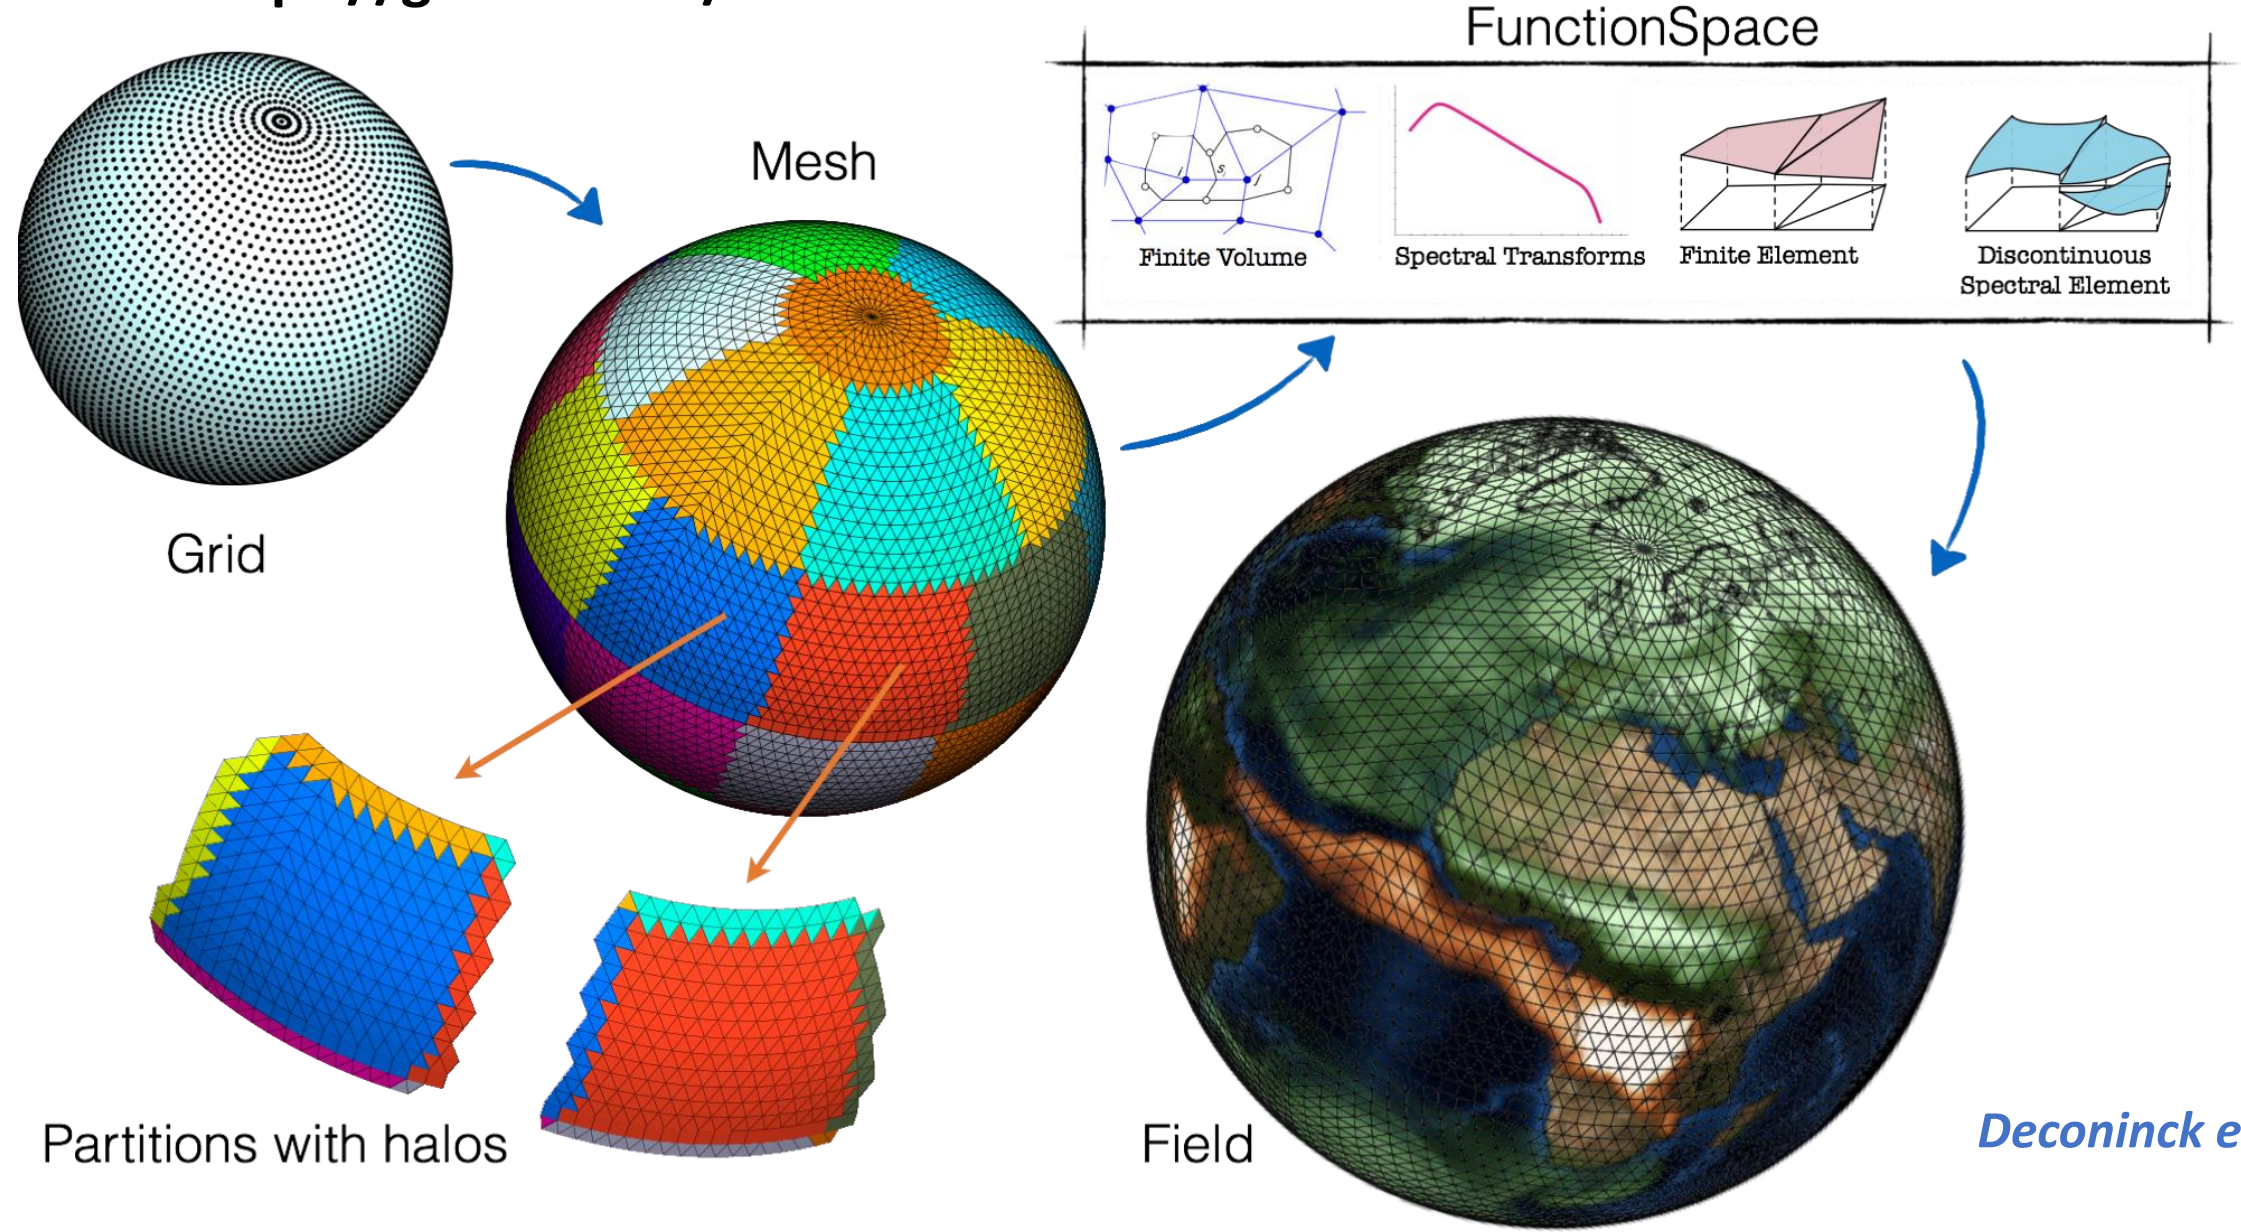 FunctionSpace
Mesh
Finite Volume
Spectral Transforms
Finite Element
Discontinuous
Spectral Element
i
S
j
Grid
Partitions with halos
Field
Deconinck e